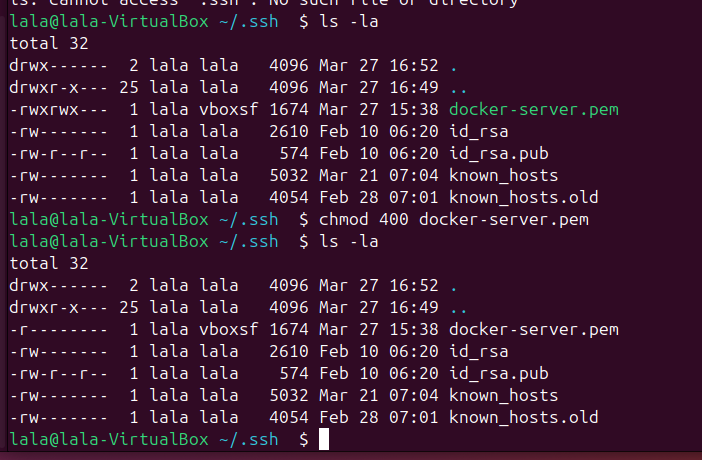 ls: cannot access '.ssh': No such file or directory
lala@lala-VirtualBox ~/.ssh $ ls -la
total 32
drwx------ 2 lala lala 4096 Mar 27 16:52 .
drwxr-x--- 25 lala lala 4096 Mar 27 16:49 ..
-rwxrwx--- 1 lala vboxsf 1674 Mar 27 15:38 docker-server.pem
-rw------- 1 lala lala 2610 Feb 10 06:20 id_rsa
-rw-r--r-- 1 lala lala 574 Feb 10 06:20 id_rsa.pub
-rw------- 1 lala lala 5032 Mar 21 07:04 known_hosts
-rw------- 1 lala lala 4054 Feb 28 07:01 known_hosts.old
lala@lala-VirtualBox ~/.ssh $ chmod 400 docker-server.pem
lala@lala-VirtualBox ~/.ssh $ ls -la
total 32
drwx------ 2 lala lala 4096 Mar 27 16:52 .
drwxr-x--- 25 lala lala 4096 Mar 27 16:49 ..
-r-------- 1 lala vboxsf 1674 Mar 27 15:38 docker-server.pem
-rw------- 1 lala lala 2610 Feb 10 06:20 id_rsa
-rw-r--r-- 1 lala lala 574 Feb 10 06:20 id_rsa.pub
-rw------- 1 lala lala 5032 Mar 21 07:04 known_hosts
-rw------- 1 lala lala 4054 Feb 28 07:01 known_hosts.old
lala@lala-VirtualBox ~/.ssh $